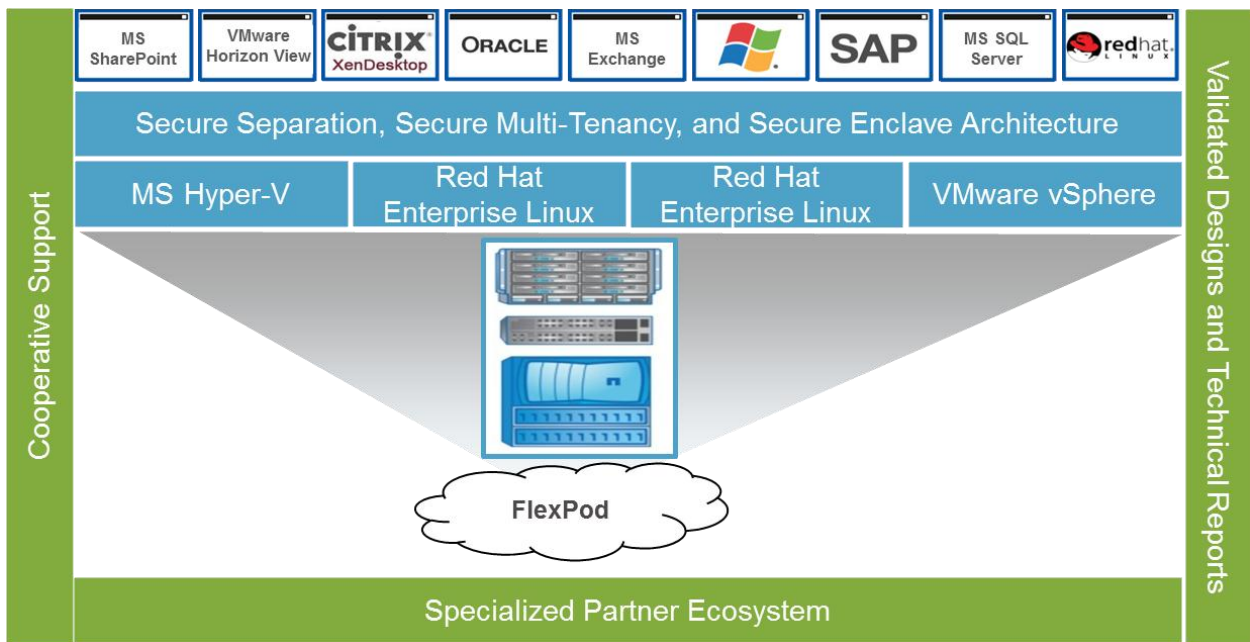 MS
SharePoint
VMware
Horizon View
CITRIX
XenDesktop
ORACLE
MS
Exchange
SAP
MS SQL
Server
redhat.
LINUX
Secure Separation, Secure Multi-Tenancy, and Secure Enclave Architecture
MS Hyper-V
Red Hat
Enterprise Linux
Red Hat
Enterprise Linux
VMware vSphere
Cooperative Support
Validated Designs and Technical Reports
FlexPod
Specialized Partner Ecosystem